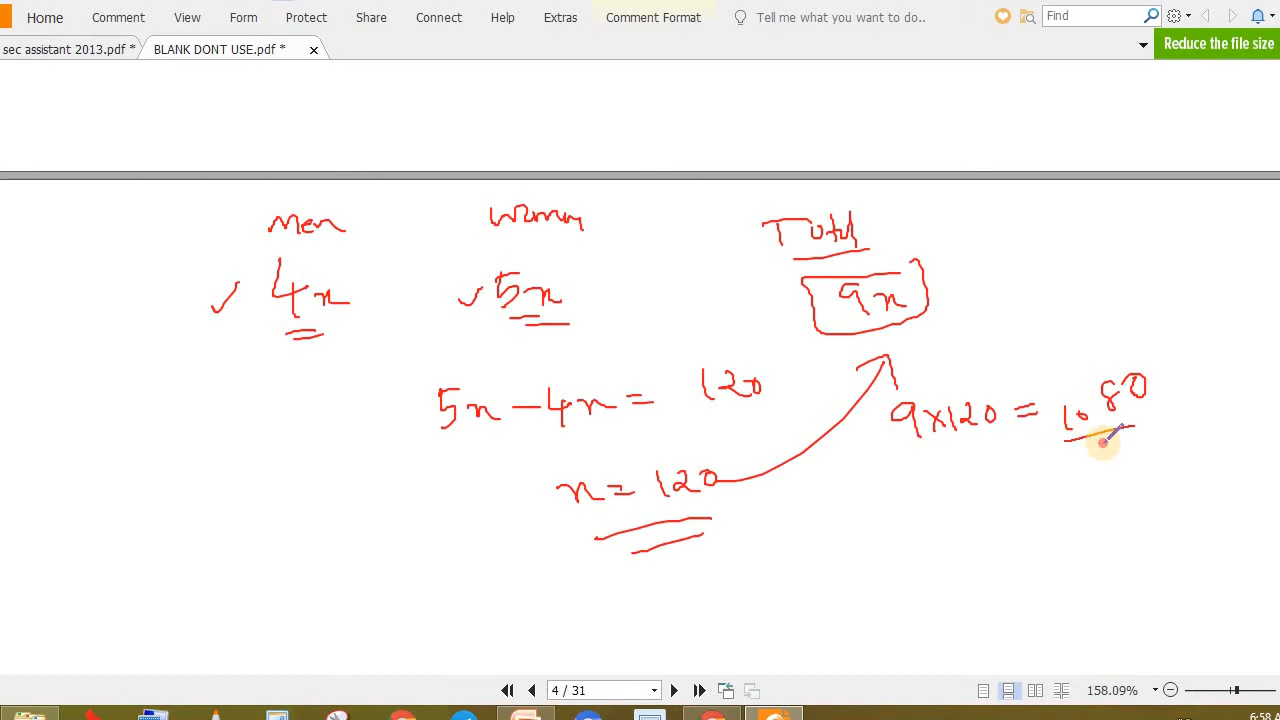 Home Comment View Form Protect Share Connect Help Extras Comment Format Tell me what you want to do.. Find
sec assistant 2013.pdf * BLANK DONT USE.pdf * x Reduce the file size
Men Women Total
4x 5x 9x
5x - 4x = 120
9x120 = 1080
x = 120
4 / 31 158.09%
6:58